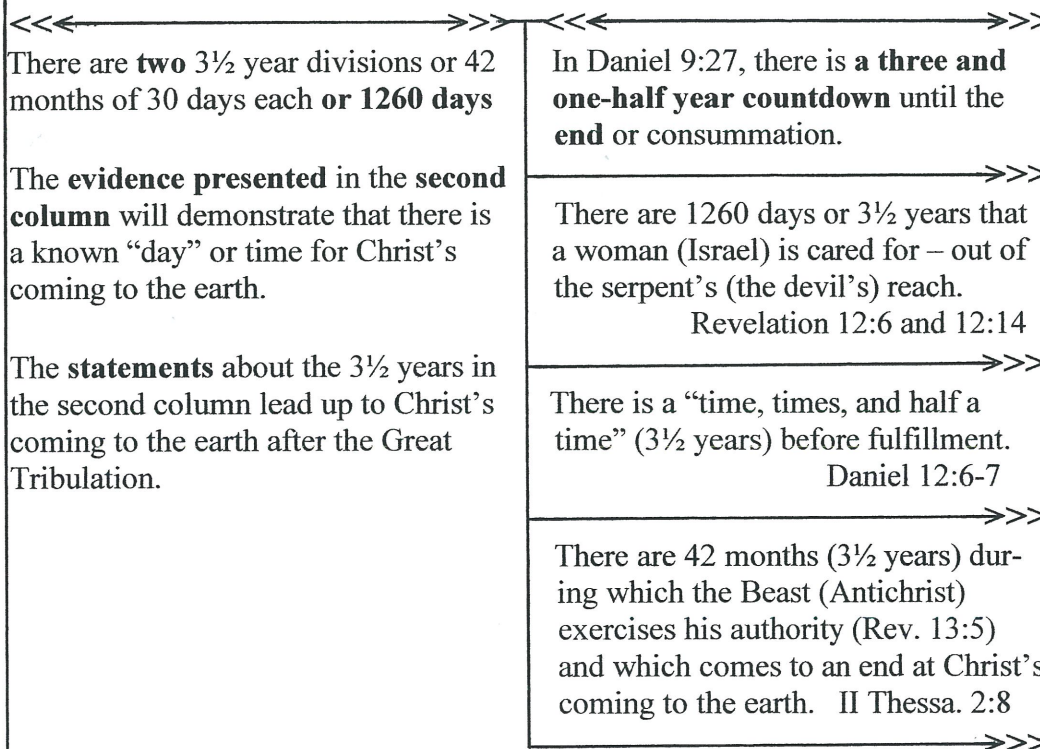 There are two 3½ year divisions or 42
months of 30 days each or 1260 days
The evidence presented in the second
column will demonstrate that there is
a known “day” or time for Christ’s
coming to the earth.
The statements about the 3½ years in
the second column lead up to Christ’s
coming to the earth after the Great
Tribulation.
In Daniel 9:27, there is a three and
one-half year countdown until the
end or consummation.
There are 1260 days or 3½ years that
a woman (Israel) is cared for – out of
the serpent’s (the devil’s) reach.
Revelation 12:6 and 12:14
There is a “time, times, and half a
time” (3½ years) before fulfillment.
Daniel 12:6-7
There are 42 months (3½ years) dur-
ing which the Beast (Antichrist)
exercises his authority (Rev. 13:5)
and which comes to an end at Christ’s
coming to the earth. II Thessa. 2:8